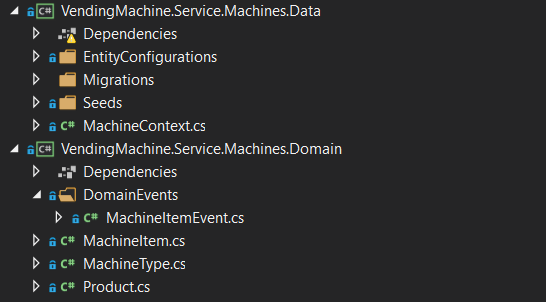 C# VendingMachine.Service.Machines.Data
Dependencies
EntityConfigurations
Migrations
Seeds
C# MachineContext.cs
C# VendingMachine.Service.Machines.Domain
Dependencies
DomainEvents
C# MachineItemEvent.cs
C# MachineItem.cs
C# MachineType.cs
C# Product.cs